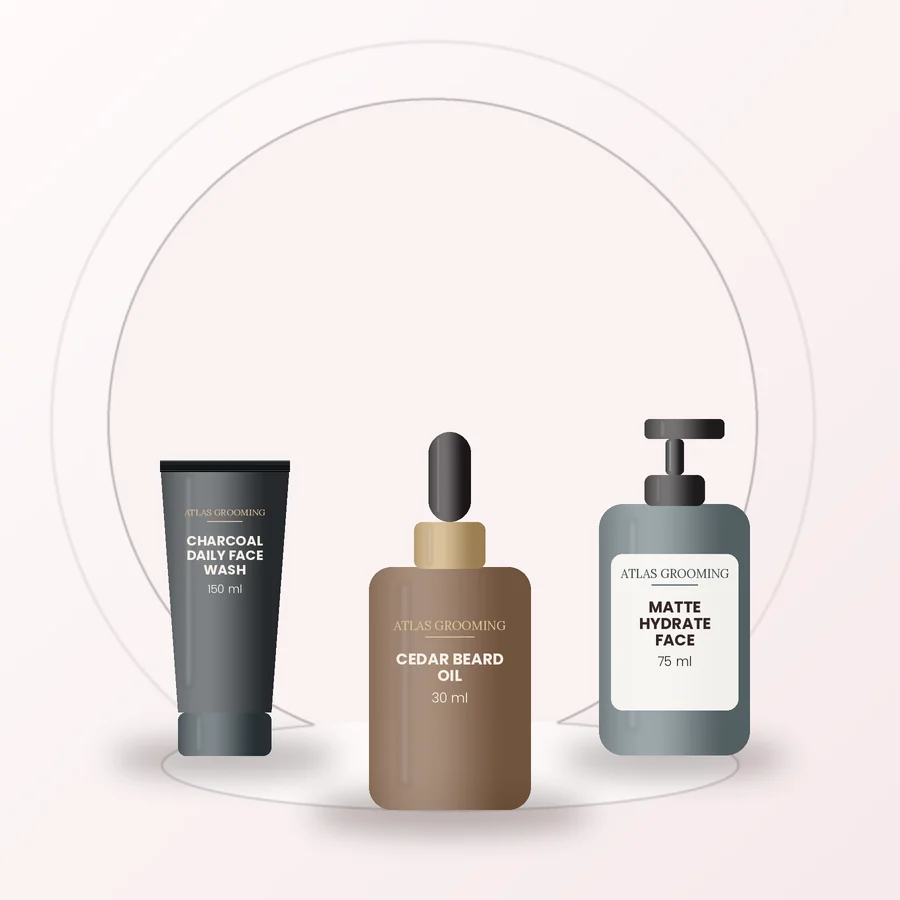 ATLAS GROOMING
CHARCOAL
DAILY FACE
WASH
150 ml
ATLAS GROOMING
CEDAR BEARD
OIL
30 ml
ATLAS GROOMING
MATTE
HYDRATE
FACE
75 ml